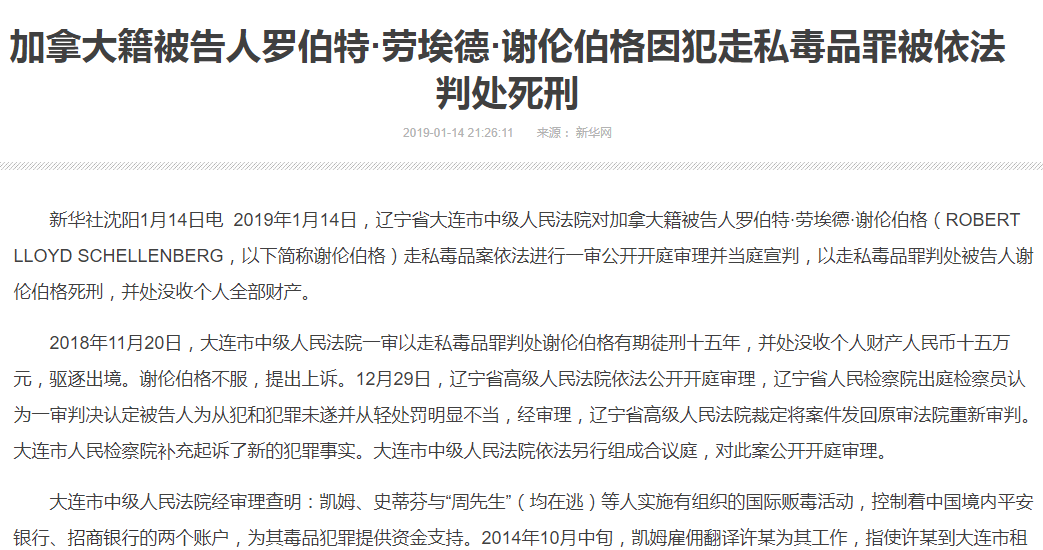 加拿大籍被告人罗伯特·劳埃德·谢伦伯格因犯走私毒品罪被依法
判处死刑
2019-01-14 21:26:11 来源： 新华网
新华社沈阳1月14日电 2019年1月14日，辽宁省大连市中级人民法院对加拿大籍被告人罗伯特·劳埃德·谢伦伯格（ROBERT
LLOYD SCHELLENBERG，以下简称谢伦伯格）走私毒品案依法进行一审公开开庭审理并当庭宣判，以走私毒品罪判处被告人谢
伦伯格死刑，并处没收个人全部财产。
2018年11月20日，大连市中级人民法院一审以走私毒品罪判处谢伦伯格有期徒刑十五年，并处没收个人财产人民币十五万
元，驱逐出境。谢伦伯格不服，提出上诉。12月29日，辽宁省高级人民法院依法公开开庭审理，辽宁省人民检察院出庭检察员认
为一审判决认定被告人为从犯和犯罪未遂并从轻处罚明显不当，经审理，辽宁省高级人民法院裁定将案件发回原审法院重新审判。
大连市人民检察院补充起诉了新的犯罪事实。大连市中级人民法院依法另行组成合议庭，对此案公开开庭审理。
大连市中级人民法院经审理查明：凯姆、史蒂芬与“周先生”（均在逃）等人实施有组织的国际贩毒活动，控制着中国境内平安
银行、招商银行的两个账户，为其毒品犯罪提供资金支持。2014年10月中旬，凯姆雇佣翻译许某为其工作，指使许某到大连市租